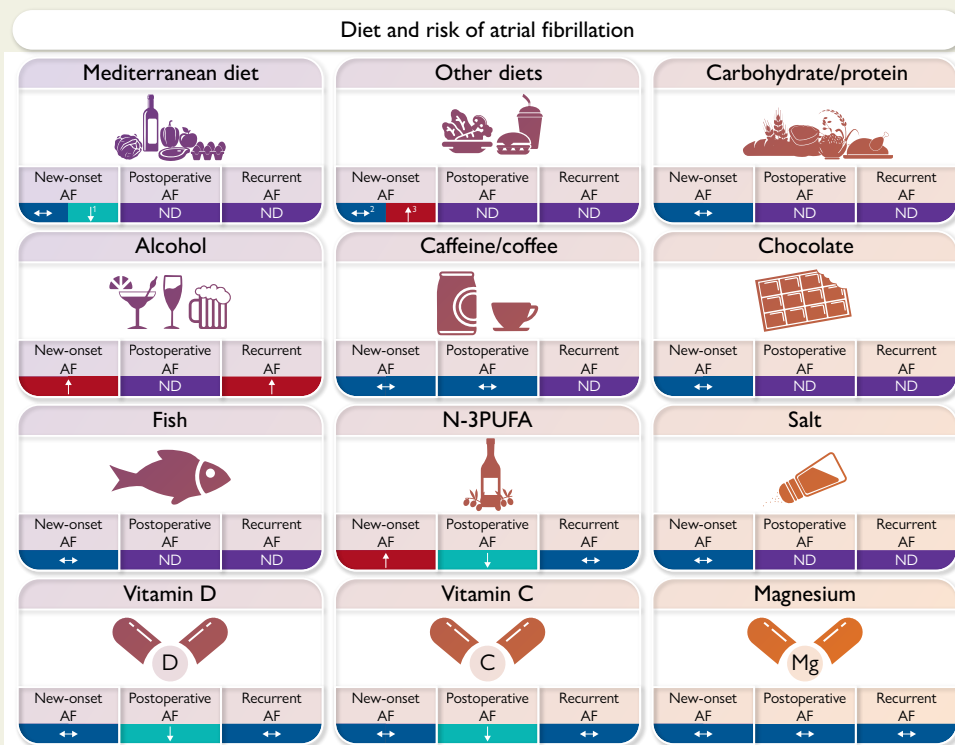 Diet and risk of atrial fibrillation
Mediterranean diet
New-onset AF
Postoperative AF
Recurrent AF
↔ ↓1
ND
ND
Other diets
New-onset AF
Postoperative AF
Recurrent AF
↔2 ↑3
ND
ND
Carbohydrate/protein
New-onset AF
Postoperative AF
Recurrent AF
↔
ND
ND
Alcohol
New-onset AF
Postoperative AF
Recurrent AF
↑
ND
↑
Caffeine/coffee
New-onset AF
Postoperative AF
Recurrent AF
↔
↔
ND
Chocolate
New-onset AF
Postoperative AF
Recurrent AF
↔
ND
ND
Fish
New-onset AF
Postoperative AF
Recurrent AF
↔
ND
ND
N-3PUFA
New-onset AF
Postoperative AF
Recurrent AF
↑
↓
↔
Salt
New-onset AF
Postoperative AF
Recurrent AF
↔
ND
ND
Vitamin D
D
New-onset AF
Postoperative AF
Recurrent AF
↔
↓
↔
Vitamin C
C
New-onset AF
Postoperative AF
Recurrent AF
↔
↓
↔
Magnesium
Mg
New-onset AF
Postoperative AF
Recurrent AF
↔
↔
↔